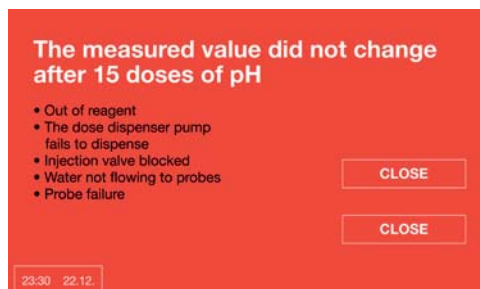 The measured value did not change
after 15 doses of pH
• Out of reagent
• The dose dispenser pump
fails to dispense
• Injection valve blocked
• Water not flowing to probes
• Probe failure
CLOSE
CLOSE
23:30 22.12.